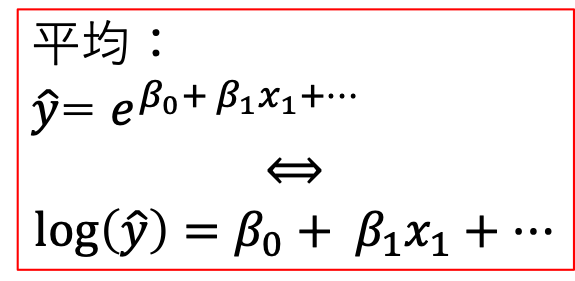 平均：
ŷ= e^{β₀+ β₁x₁+⋯}
⇔
log(ŷ) = β₀ + β₁x₁ + ⋯